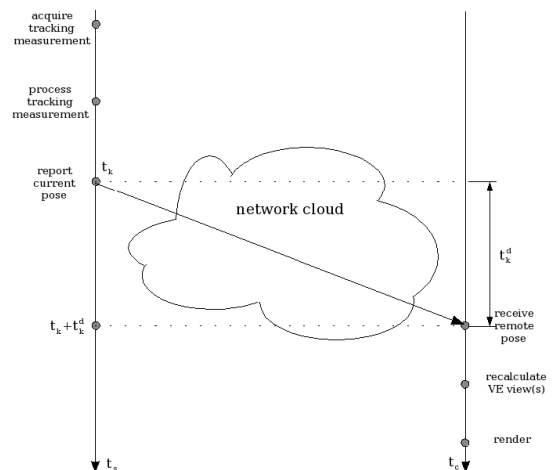 acquire
tracking
measurement
process
tracking
measurement
t_k
report
current
pose
network cloud
t_k^d
t_k+t_k^d
receive
remote
pose
recalculate
VE view(s)
render
t_s
t_c